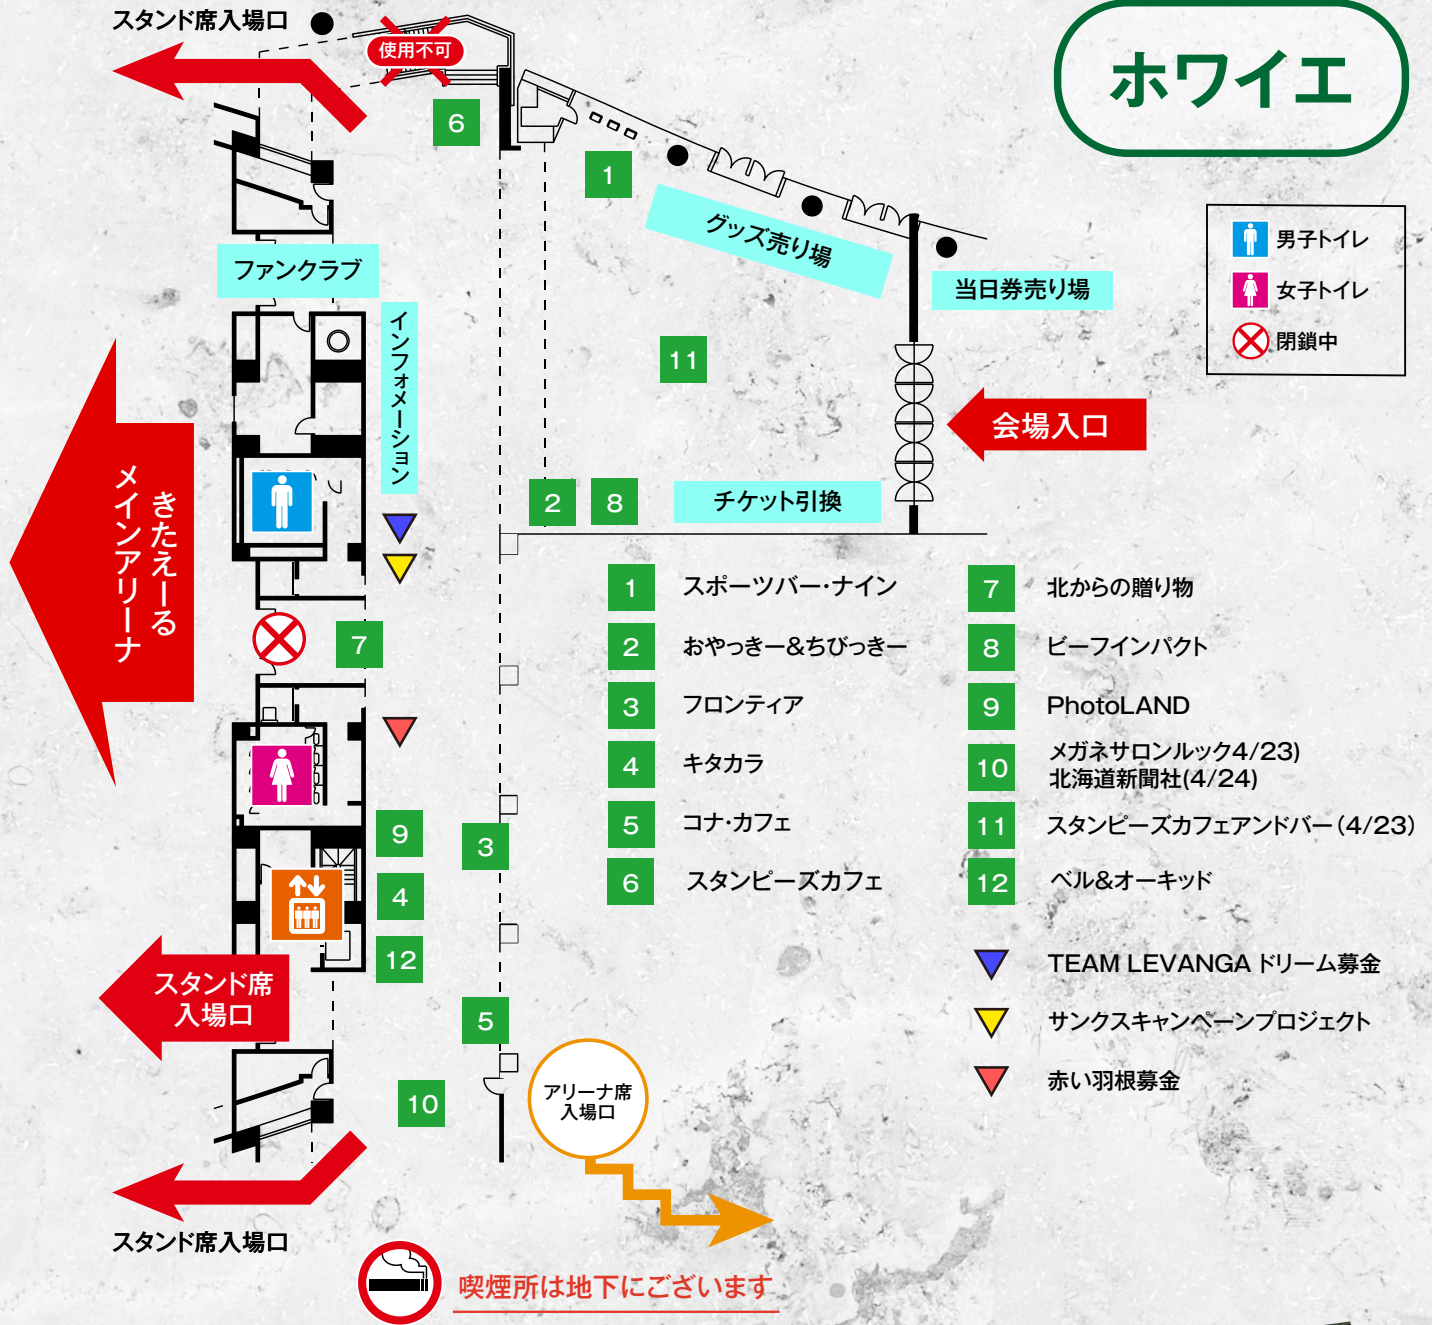 スタンド席入場口
使用不可
ホワイエ
6
1
グッズ売り場
ファンクラブ
当日券売り場
男子トイレ
女子トイレ
閉鎖中
インフォメーション
11
会場入口
きたえーる
メインアリーナ
2
8
チケット引換
7
9
3
4
12
スタンド席
入場口
5
10
アリーナ席
入場口
スタンド席入場口
1 スポーツバー・ナイン
2 おやっきー&ちびっきー
3 フロンティア
4 キタカラ
5 コナ・カフェ
6 スタンピーズカフェ
7 北からの贈り物
8 ビーフインパクト
9 PhotoLAND
10 メガネサロンルック4/23)
北海道新聞社(4/24)
11 スタンピーズカフェアンドバー(4/23)
12 ベル&オーキッド
TEAM LEVANGA ドリーム募金
サンクスキャンペーンプロジェクト
赤い羽根募金
喫煙所は地下にございます